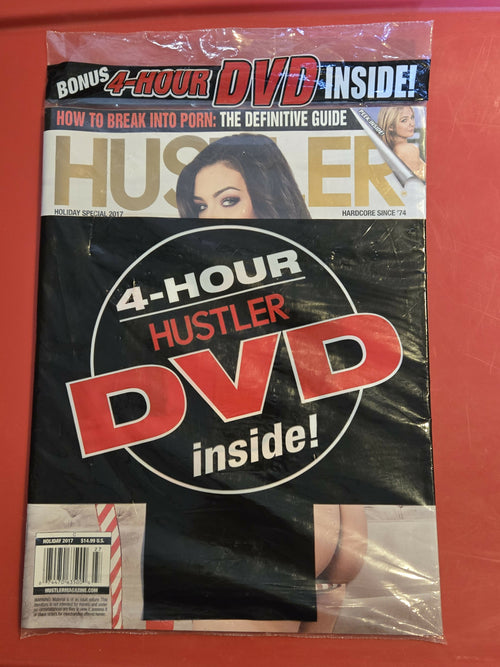 BONUS 4-HOUR DVD INSIDE!
HOW TO BREAK INTO PORN: THE DEFINITIVE GUIDE
HUSTLER
HOLIDAY SPECIAL 2017
HARDCORE SINCE '74
4-HOUR
HUSTLER
DVD
inside!
HOLIDAY 2017 $14.99 U.S.
HUSTLERMAGAZINE.COM